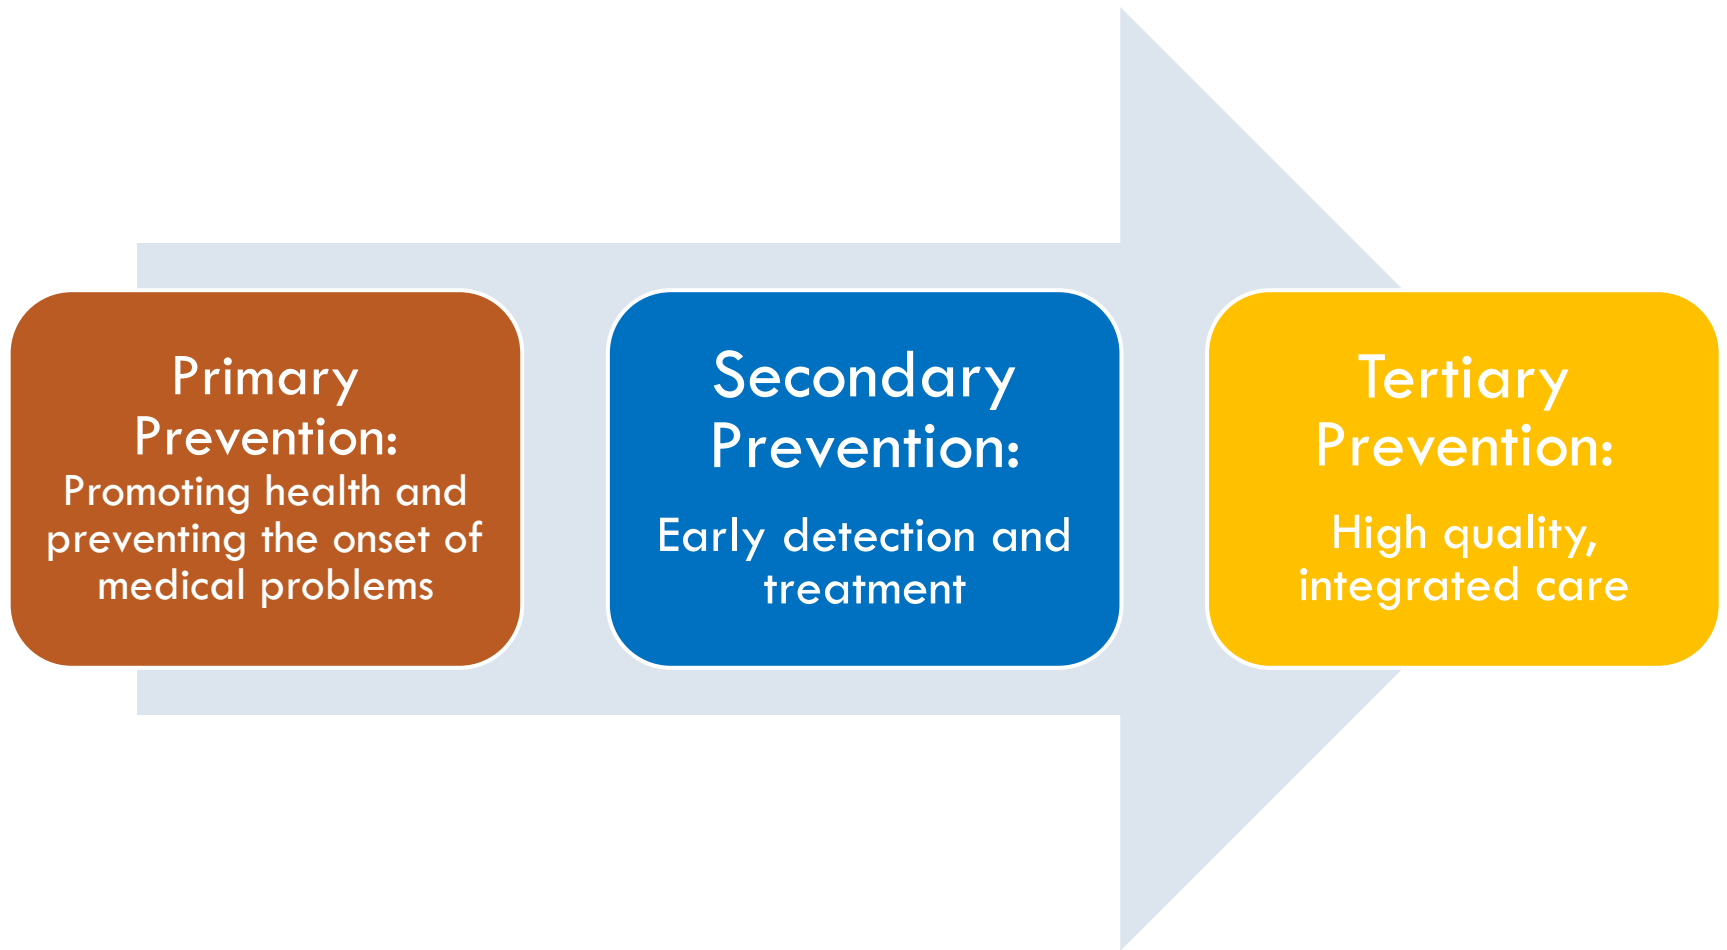 Primary
Prevention:
Promoting health and
preventing the onset of
medical problems
Secondary
Prevention:
Early detection and
treatment
Tertiary
Prevention:
High quality,
integrated care